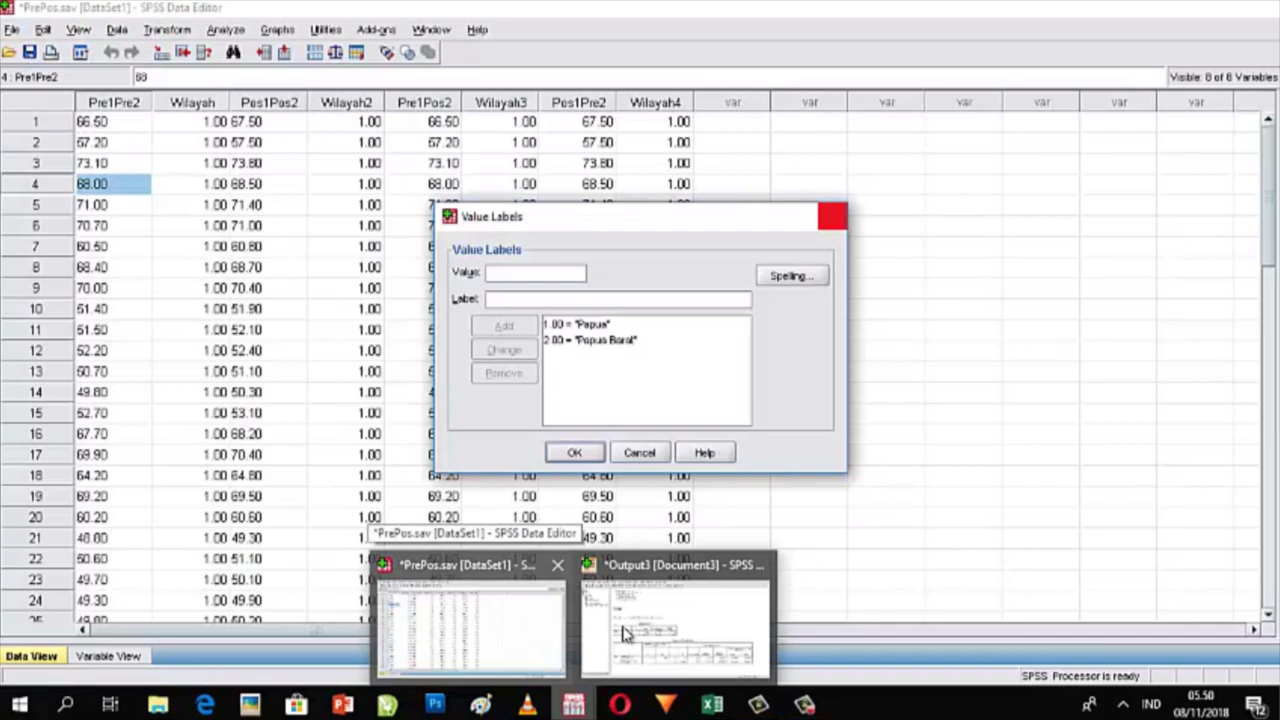 *PrePos.sav [DataSet1] - SPSS Data Editor
File Edit View Data Transform Analyze Graphs Utilities Add-ons Window Help
4 : Pre1Pre2 68 Visible: 8 of 8 Variables
Pre1Pre2 Wilayah Pos1Pos2 Wilayah2 Pre1Pos2 Wilayah3 Pos1Pre2 Wilayah4 var var var var var var var
1 66.50 1.00 67.50 1.00 66.50 1.00 67.50 1.00
2 57.20 1.00 57.50 1.00 57.20 1.00 57.50 1.00
3 73.10 1.00 73.80 1.00 73.10 1.00 73.80 1.00
4 68.00 1.00 68.50 1.00 68.00 1.00 68.50 1.00
5 71.00 1.00 71.40 1.00
6 70.70 1.00 71.00 1.00
7 60.50 1.00 60.80 1.00
8 68.40 1.00 68.70 1.00
9 70.00 1.00 70.40 1.00
10 51.40 1.00 51.90 1.00
11 51.50 1.00 52.10 1.00
12 52.20 1.00 52.40 1.00
13 50.70 1.00 51.10 1.00
14 49.80 1.00 50.30 1.00
15 52.70 1.00 53.10 1.00
16 67.70 1.00 68.20 1.00
17 69.90 1.00 70.40 1.00
18 64.20 1.00 64.80 1.00 64.20 1.00 64.80 1.00
19 69.20 1.00 69.50 1.00 69.20 1.00 69.50 1.00
20 60.20 1.00 60.60 1.00 60.20 1.00 60.60 1.00
21 48.80 1.00 49.30 1.00 49.30 1.00
22 50.60 1.00 51.10
23 49.70 1.00 50.10
24 49.30 1.00 49.90
Value Labels
Value Labels
Value:
Spelling...
Label:
Add
Change
Remove
1.00 = "Papua"
2.00 = "Papua Barat"
OK Cancel Help
*PrePos.sav [DataSet1] - SPSS Data Editor
*PrePos.sav [DataSet1] - S...
*Output3 [Document3] - SPSS ...
Data View Variable View
SPSS Processor is ready
IND
05.50
08/11/2018
12